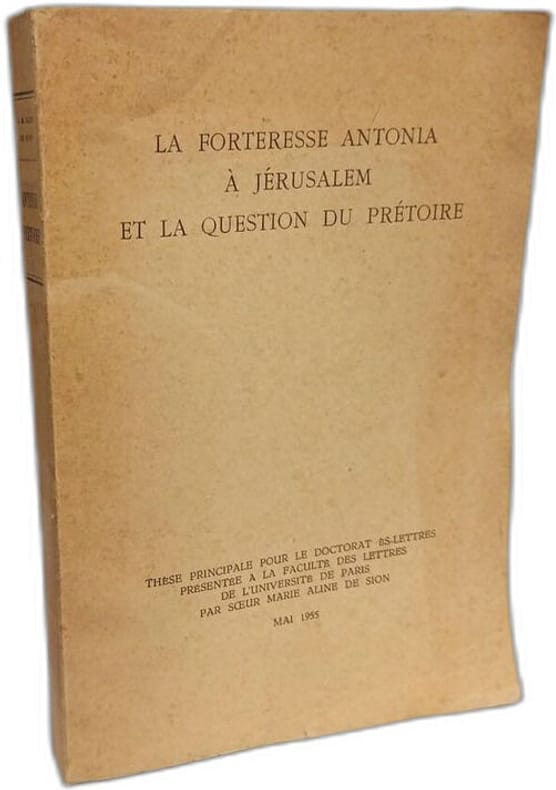 LA FORTERESSE ANTONIA
À JÉRUSALEM
ET LA QUESTION DU PRÉTOIRE
THÈSE PRINCIPALE POUR LE DOCTORAT ÈS-LETTRES
PRÉSENTÉE A LA FACULTÉ DES LETTRES
DE L'UNIVERSITÉ DE PARIS
PAR SŒUR MARIE ALINE DE SION
MAI 1955